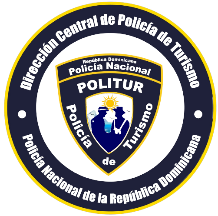 Dirección Central de Policía de Turismo
República Dominicana
Policía Nacional
POLITUR
Policía de Turismo
Policía Nacional de la República Dominicana